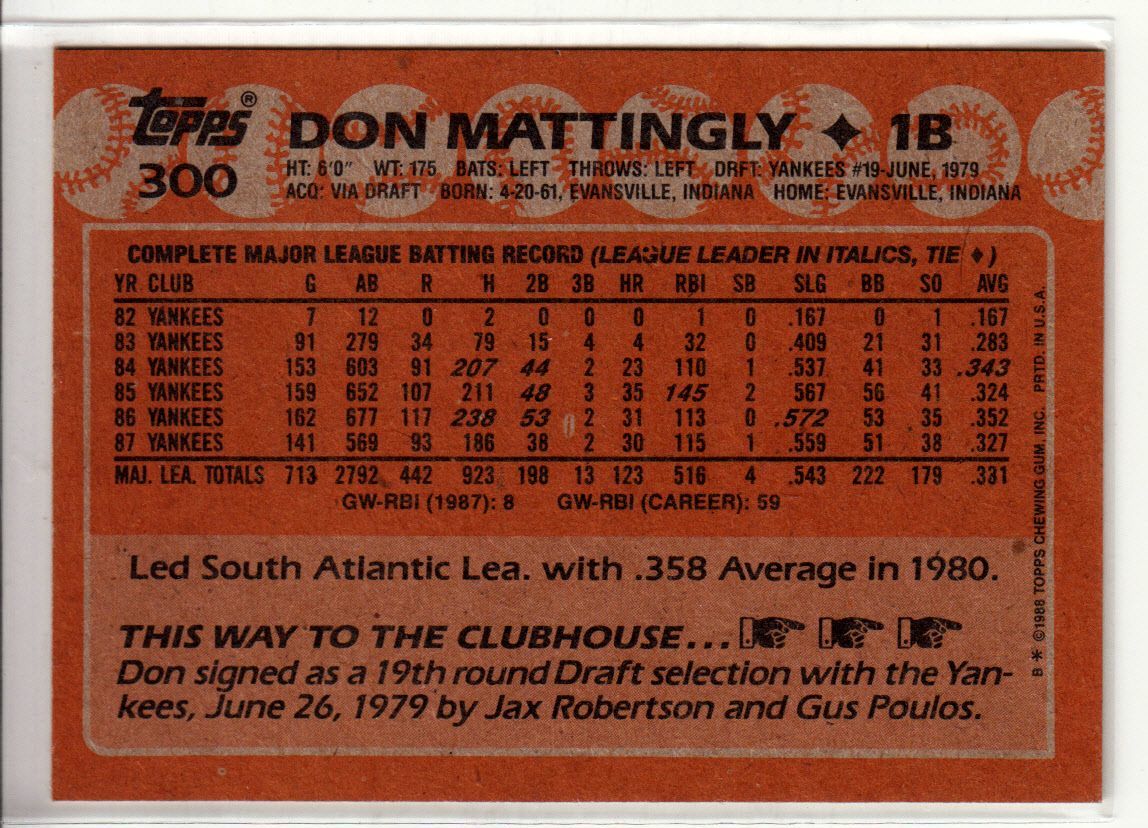 Topps®
300
DON MATTINGLY ♦ 1B
HT: 6'0" WT: 175 BATS: LEFT THROWS: LEFT DRFT: YANKEES #19-JUNE, 1979
ACQ: VIA DRAFT BORN: 4-20-61, EVANSVILLE, INDIANA HOME: EVANSVILLE, INDIANA
COMPLETE MAJOR LEAGUE BATTING RECORD (LEAGUE LEADER IN ITALICS, TIE ♦)
YR CLUB G AB R H 2B 3B HR RBI SB SLG BB SO AVG
82 YANKEES 7 12 0 2 0 0 0 1 0 .167 0 1 .167
83 YANKEES 91 279 34 79 15 4 4 32 0 .409 21 31 .283
84 YANKEES 153 603 91 207 44 2 23 110 1 .537 41 33 .343
85 YANKEES 159 652 107 211 48 3 35 145 2 .567 56 41 .324
86 YANKEES 162 677 117 238 53 2 31 113 0 .572 53 35 .352
87 YANKEES 141 569 93 186 38 2 30 115 1 .559 51 38 .327
MAJ. LEA. TOTALS 713 2792 442 923 198 13 123 516 4 .543 222 179 .331
GW-RBI (1987): 8 GW-RBI (CAREER): 59
Led South Atlantic Lea. with .358 Average in 1980.
THIS WAY TO THE CLUBHOUSE...
Don signed as a 19th round Draft selection with the Yan-
kees, June 26, 1979 by Jax Robertson and Gus Poulos.
B * ©1988 TOPPS CHEWING GUM, INC. PRTD. IN U.S.A.